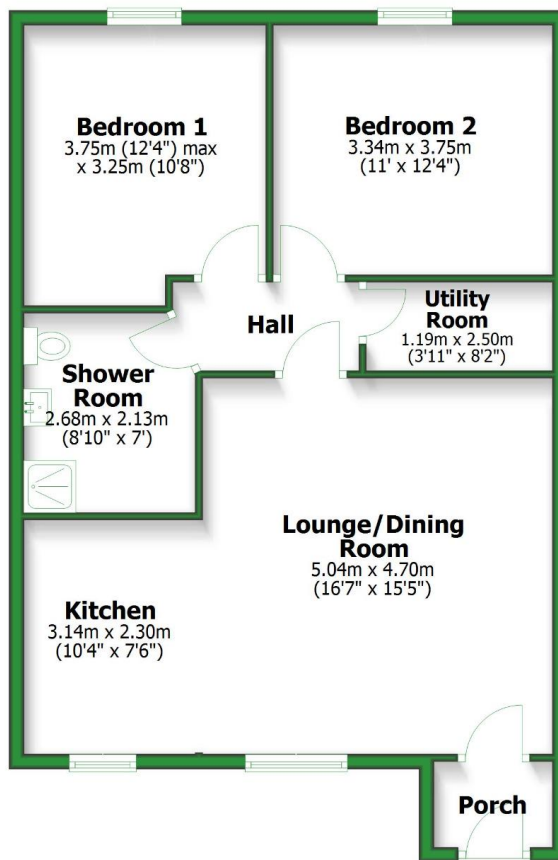 Bedroom 1
3.75m (12'4") max
x 3.25m (10'8")
Bedroom 2
3.34m x 3.75m
(11' x 12'4")
Hall
Utility
Room
1.19m x 2.50m
(3'11" x 8'2")
Shower
Room
2.68m x 2.13m
(8'10" x 7')
Lounge/Dining
Room
5.04m x 4.70m
(16'7" x 15'5")
Kitchen
3.14m x 2.30m
(10'4" x 7'6")
Porch